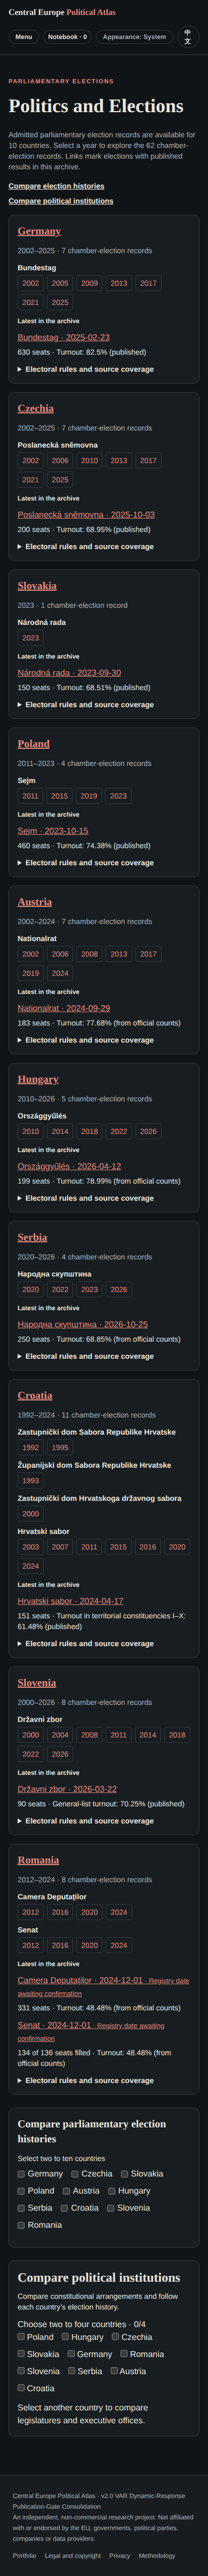 Central Europe Political Atlas
Menu
Notebook · 0
Appearance: System
中
文
PARLIAMENTARY ELECTIONS
Politics and Elections
Admitted parliamentary election records are available for
10 countries. Select a year or explore the 62 chamber-
election records. Links mark elections with published
results in this archive.
Compare election histories
Compare political institutions
Germany
2002–2025 · 7 chamber-election records
Bundestag
2002 2005 2009 2013 2017
2021 2025
Latest in the archive
Bundestag · 2025-02-23
630 seats · Turnout: 82.5% (published)
▶ Electoral rules and source coverage
Czechia
2002–2025 · 7 chamber-election records
Poslanecká sněmovna
2002 2006 2010 2013 2017
2021 2025
Latest in the archive
Poslanecká sněmovna · 2025-10-03
200 seats · Turnout: 68.95% (published)
▶ Electoral rules and source coverage
Slovakia
2023 · 1 chamber-election record
Národná rada
2023
Latest in the archive
Národná rada · 2023-09-30
150 seats · Turnout: 68.51% (published)
▶ Electoral rules and source coverage
Poland
2011–2023 · 4 chamber-election records
Sejm
2011 2015 2019 2023
Latest in the archive
Sejm · 2023-10-15
460 seats · Turnout: 74.38% (published)
▶ Electoral rules and source coverage
Austria
2002–2024 · 7 chamber-election records
Nationalrat
2002 2006 2008 2013 2017
2019 2024
Latest in the archive
Nationalrat · 2024-09-29
183 seats · Turnout: 77.68% (from official counts)
▶ Electoral rules and source coverage
Hungary
2010–2026 · 5 chamber-election records
Országgyűlés
2010 2014 2018 2022 2026
Latest in the archive
Országgyűlés · 2026-04-12
199 seats · Turnout: 78.99% (from official counts)
▶ Electoral rules and source coverage
Serbia
2020–2026 · 4 chamber-election records
Народна скупштина
2020 2022 2023 2026
Latest in the archive
Народна скупштина · 2026-10-25
250 seats · Turnout: 68.85% (from official counts)
▶ Electoral rules and source coverage
Croatia
1992–2024 · 11 chamber-election records
Zastupnički dom Sabora Republike Hrvatske
1992 1995
Županijski dom Sabora Republike Hrvatske
1993
Zastupnički dom Hrvatskoga državnog sabora
2000
Hrvatski sabor
2003 2007 2011 2015 2016 2020
2024
Latest in the archive
Hrvatski sabor · 2024-04-17
151 seats · Turnout in territorial constituencies I–X:
61.48% (published)
▶ Electoral rules and source coverage
Slovenia
2000–2026 · 8 chamber-election records
Državni zbor
2000 2004 2008 2011 2014 2018
2022 2026
Latest in the archive
Državni zbor · 2026-03-22
90 seats · General-list turnout: 70.25% (published)
▶ Electoral rules and source coverage
Romania
2012–2024 · 8 chamber-election records
Camera Deputaților
2012 2016 2020 2024
Senat
2012 2016 2020 2024
Latest in the archive
Camera Deputaților · 2024-12-01 · Registry date
awaiting confirmation
331 seats · Turnout: 48.48% (from official counts)
Senat · 2024-12-01 · Registry date awaiting
confirmation
134 of 136 seats filled · Turnout: 48.48% (from
official counts)
▶ Electoral rules and source coverage
Compare parliamentary election
histories
Select two to ten countries
Germany Czechia Slovakia
Poland Austria Hungary
Serbia Croatia Slovenia
Romania
Compare political institutions
Compare constitutional arrangements and follow
each country's election history.
Choose two to four countries · 0/4
Poland Hungary Czechia
Slovakia Germany Romania
Slovenia Serbia Austria
Croatia
Select another country to compare
legislatures and executive offices.
Central Europe Political Atlas · v2.0 VAR Dynamic-Response
Publication-Gate Consolidation
An independent, non-commercial research project. Not affiliated
with or endorsed by the EU, governments, political parties,
companies or data providers.
Portfolio Legal and copyright Privacy Methodology